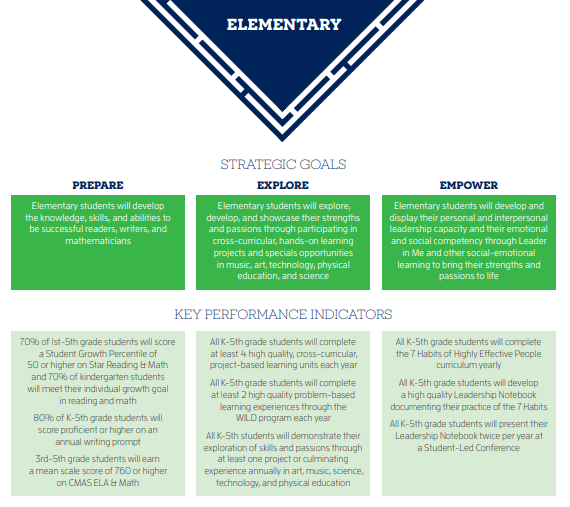 ELEMENTARY
STRATEGIC GOALS
PREPARE
Elementary students will develop
the knowledge, skills, and abilities to
be successful readers, writers, and
mathematicians
EXPLORE
Elementary students will explore,
develop, and showcase their strengths
and passions through participating in
cross-curricular, hands-on learning
projects and specials opportunities
in music, art, technology, physical
education, and science
EMPOWER
Elementary students will develop and
display their personal and interpersonal
leadership capacity and their emotional
and social competency through Leader
in Me and other social-emotional
learning to bring their strengths and
passions to life
KEY PERFORMANCE INDICATORS
70% of 1st-5th grade students will score
a Student Growth Percentile of
50 or higher on Star Reading & Math
and 70% of kindergarten students
will meet their individual growth goal
in reading and math
80% of K-5th grade students will
score proficient or higher on an
annual writing prompt
3rd-5th grade students will earn
a mean scale score of 760 or higher
on CMAS ELA & Math
All K-5th grade students will complete
at least 4 high quality, cross-curricular,
project-based learning units each year
All K-5th grade students will complete
at least 2 high quality problem-based
learning experiences through the
WILD program each year
All K-5th students will demonstrate their
exploration of skills and passions through
at least one project or culminating
experience annually in art, music, science,
technology, and physical education
All K-5th grade students will complete
the 7 Habits of Highly Effective People
curriculum yearly
All K-5th grade students will develop
a high quality Leadership Notebook
documenting their practice of the 7 Habits
All K-5th grade students will present their
Leadership Notebook twice per year at
a Student-Led Conference